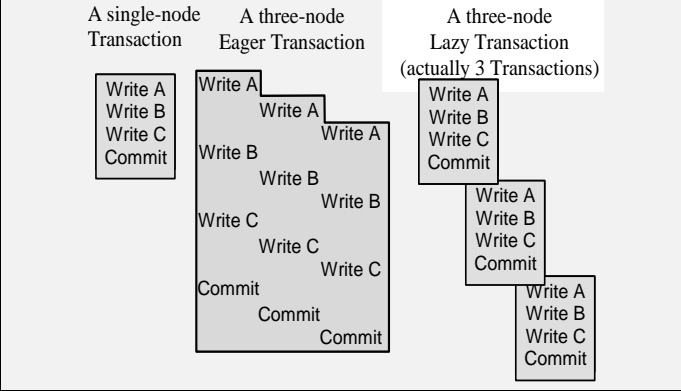 A single-node
Transaction
Write A
Write B
Write C
Commit
A three-node
Eager Transaction
Write A
Write A
Write A
Write B
Write B
Write B
Write C
Write C
Write C
Commit
Commit
Commit
A three-node
Lazy Transaction
(actually 3 Transactions)
Write A
Write B
Write C
Commit
Write A
Write B
Write C
Commit
Write A
Write B
Write C
Commit